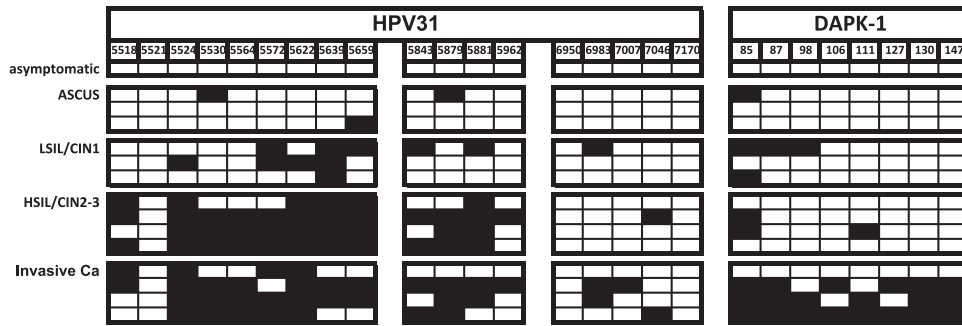 HPV31 DAPK-1
5518 5521 5524 5530 5564 5572 5622 5639 5659 5843 5879 5881 5962 6950 6983 7007 7046 7170 85 87 98 106 111 127 130 147
asymptomatic
ASCUS
LSIL/CIN1
HSIL/CIN2-3
Invasive Ca